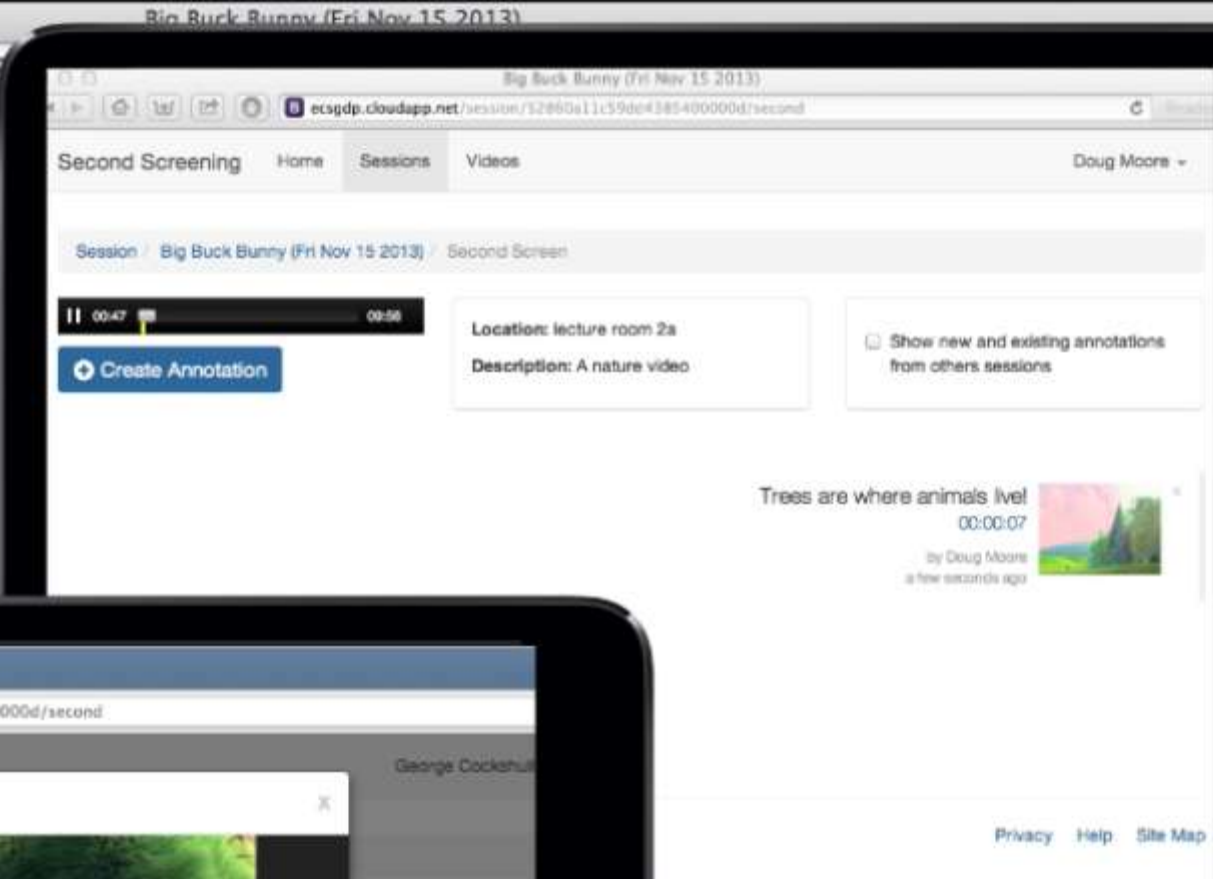 Big Buck Bunny (Fri Nov 15 2013)
Big Buck Bunny (Fri Nov 15 2013)
ecsgdp.cloudapp.net/session/
/second
Second Screening Home Sessions Videos Doug Moore
Session / Big Buck Bunny (Fri Nov 15 2013) / Second Screen
00:47 09:56
Create Annotation
Location: lecture room 2a
Description: A nature video
Show new and existing annotations
from others sessions
Trees are where animals live!
00:00:07
by Doug Moore
a few seconds ago
000d/second
George
X
Privacy Help Site Map